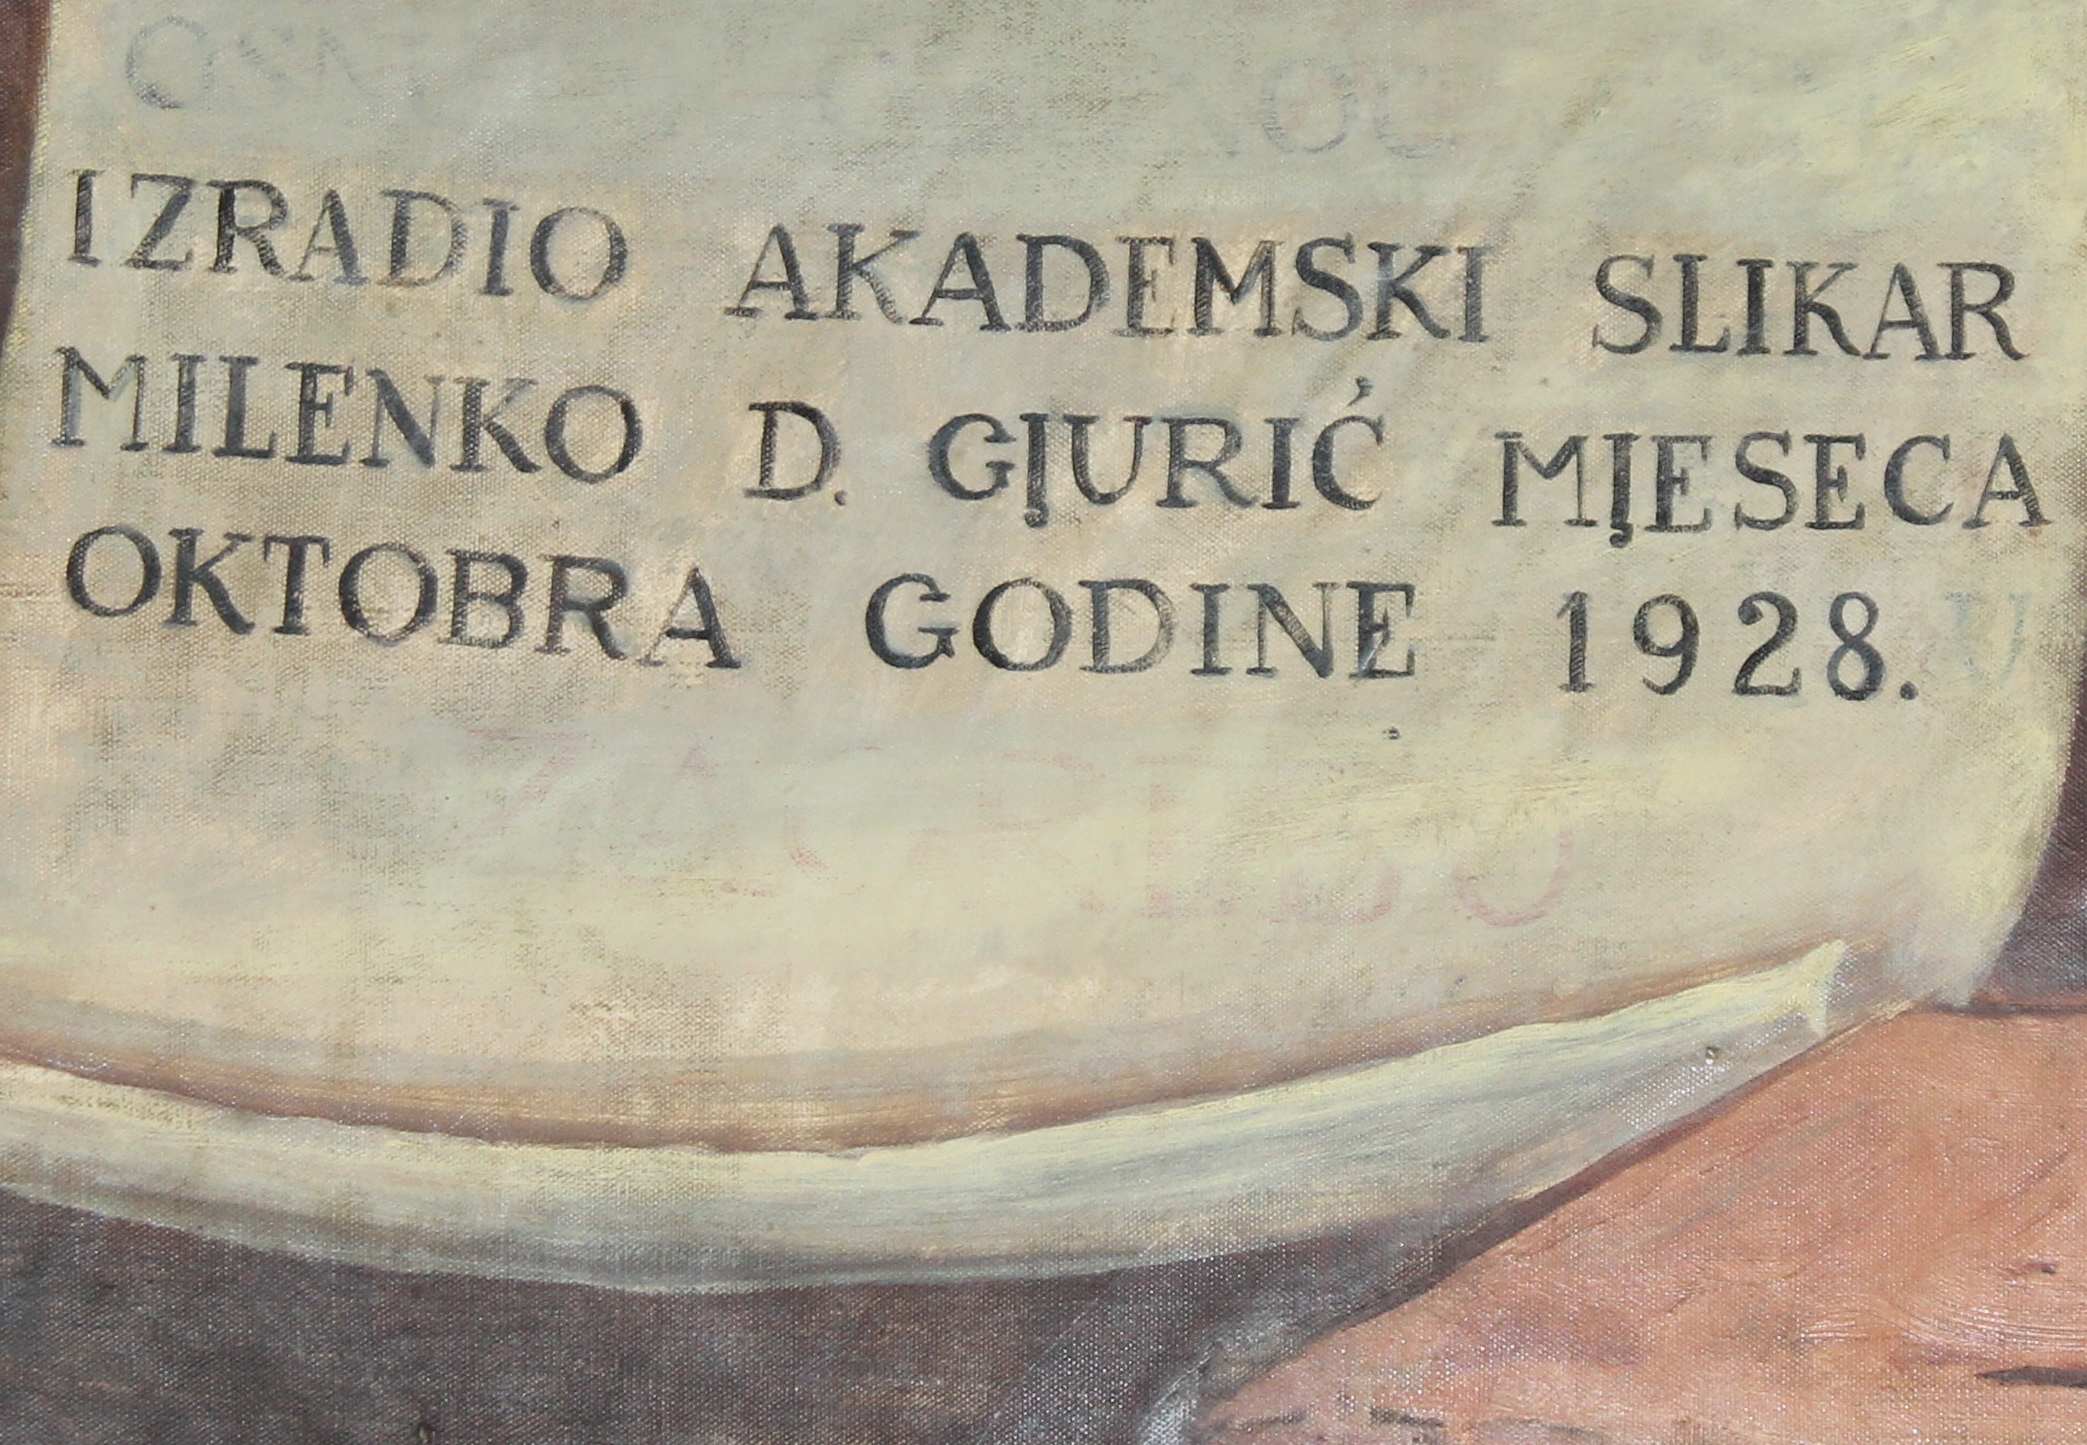 IZRADIO AKADEMSKI SLIKAR
MILENKO D. GJURIĆ MJESECA
OKTOBRA GODINE 1928.